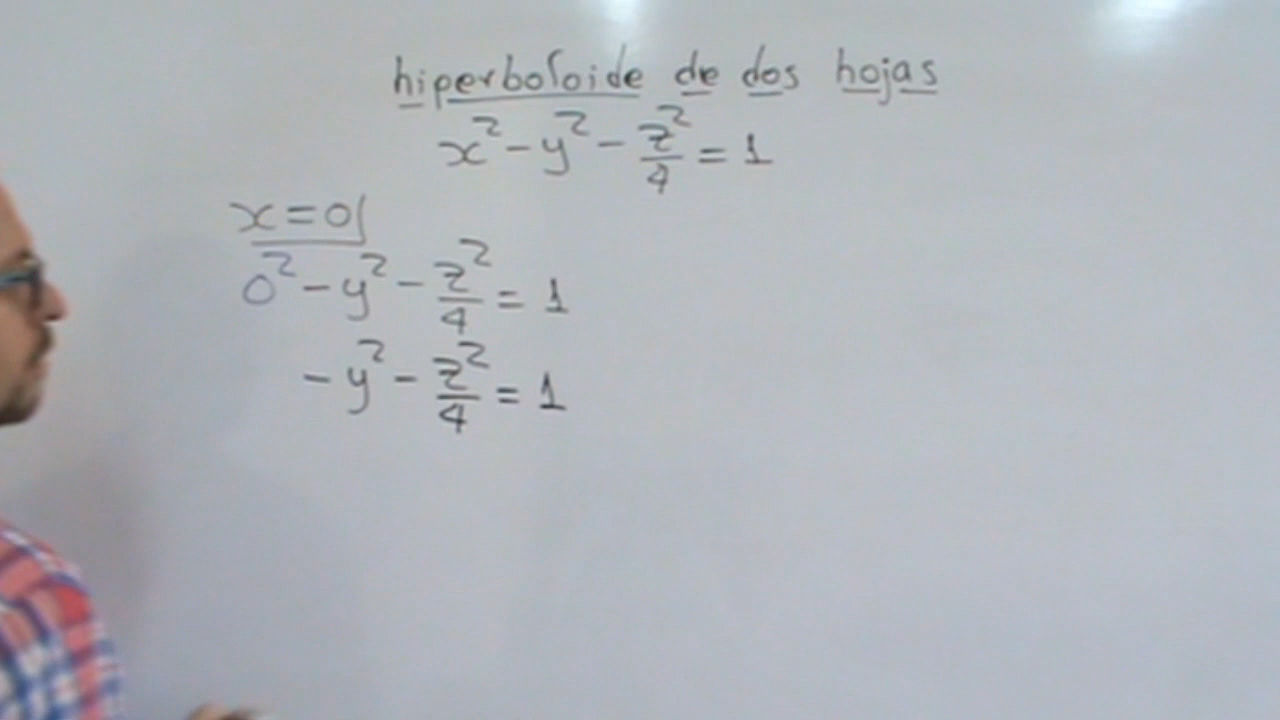 hiperboloide de dos hojas
x² - y² - z²/4 = 1
x = 0
0² - y² - z²/4 = 1
- y² - z²/4 = 1